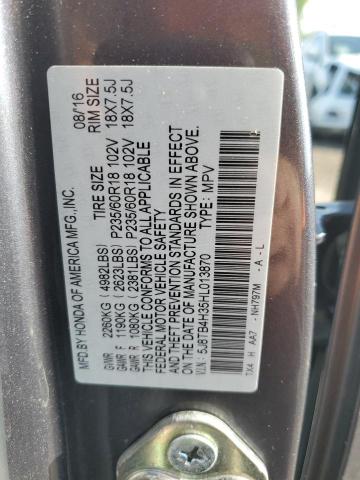 MFD.BY HONDA OF AMERICA MFG.,INC. 08/16
TIRE SIZE RIM SIZE
GVWR 2260KG (4982LBS) P235/60R18 102V 18X7.5J
GAWR F 1190KG (2623LBS) P235/60R18 102V 18X7.5J
GAWR R 1080KG (2381LBS)
THIS VEHICLE CONFORMS TO ALL APPLICABLE
FEDERAL MOTOR VEHICLE SAFETY
AND THEFT PREVENTION STANDARDS IN EFFECT
ON THE DATE OF MANUFACTURE SHOWN ABOVE.
V.I.N.: 5J8TB4H35HL013870 TYPE: MPV
TX4 H AA7 NH797M - A - L